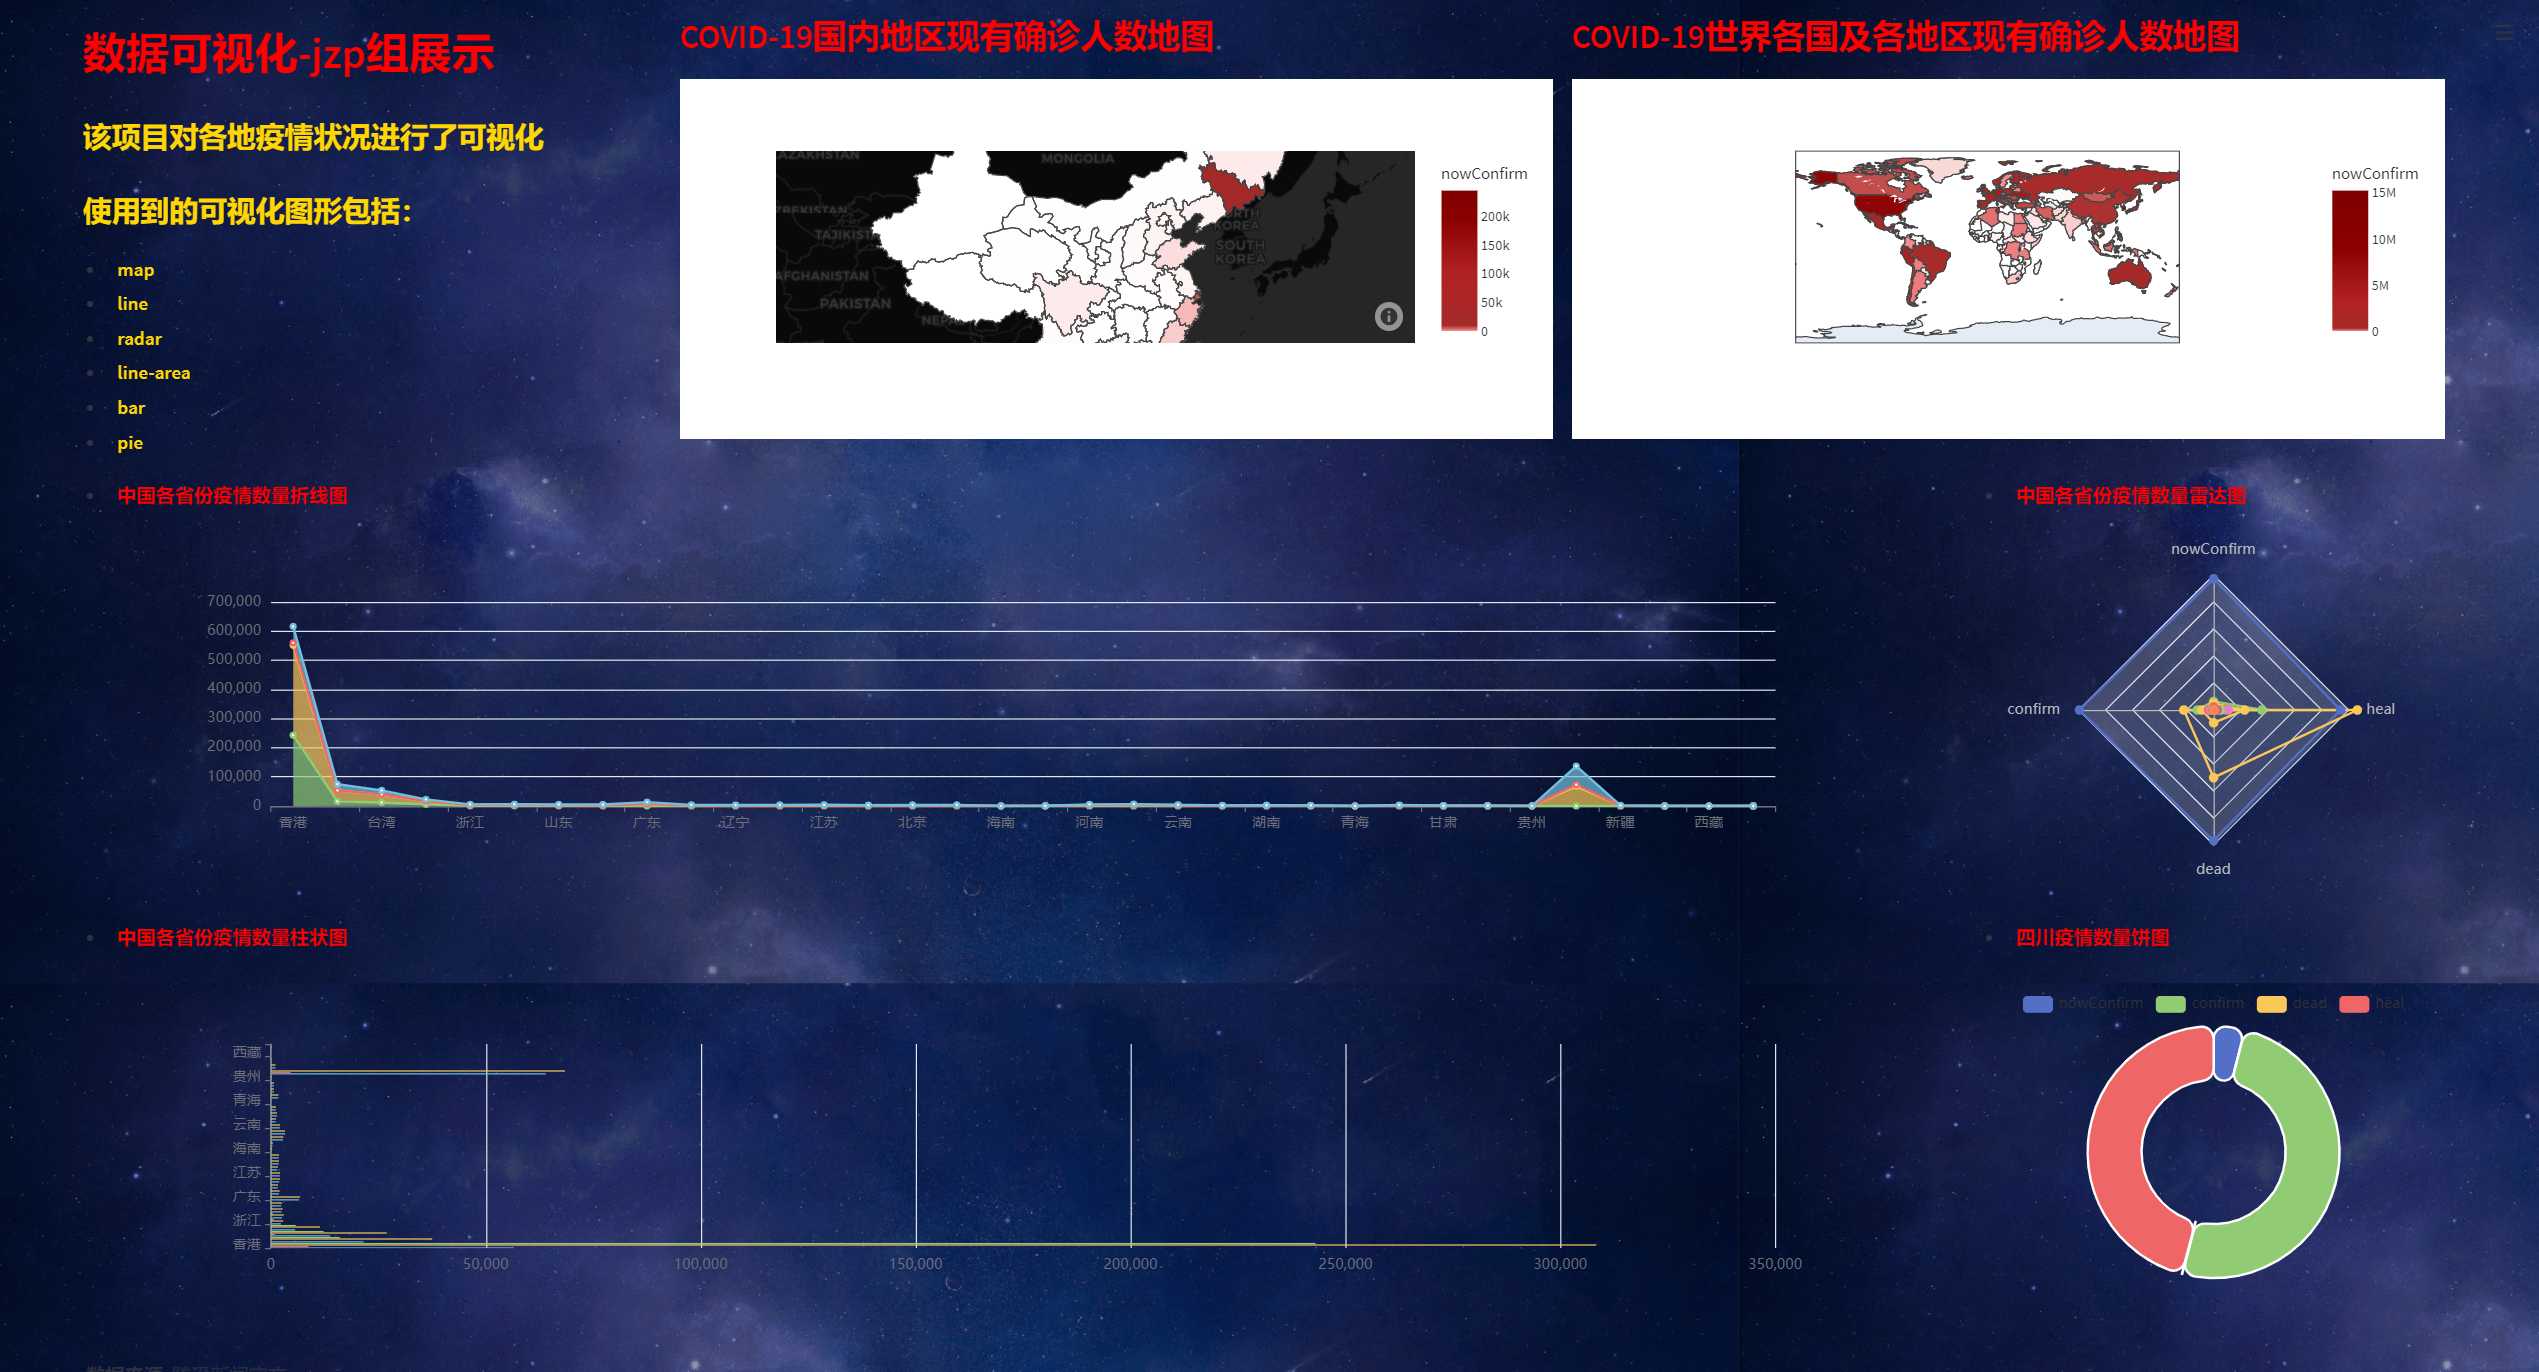 数据可视化-jzp组展示
该项目对各地疫情状况进行了可视化
使用到的可视化图形包括：
map
line
radar
line-area
bar
pie
COVID-19国内地区现有确诊人数地图
MONGOLIA
TAJIKIST
AFGHANISTAN
PAKISTAN
NEPA
KOREA
SOUTH
KOREA
nowConfirm
200k
150k
100k
50k
0
COVID-19世界各国及各地区现有确诊人数地图
nowConfirm
15M
10M
5M
0
中国各省份疫情数量折线图
700,000
600,000
500,000
400,000
300,000
200,000
100,000
0
香港 台湾 浙江 山东 广东 辽宁 江苏 北京 海南 河南 云南 湖南 青海 甘肃 贵州 新疆 西藏
中国各省份疫情数量雷达图
nowConfirm
confirm
heal
dead
中国各省份疫情数量柱状图
西藏
贵州
青海
云南
海南
江苏
广东
浙江
香港
0 50,000 100,000 150,000 200,000 250,000 300,000 350,000
四川疫情数量饼图
nowConfirm confirm dead heal